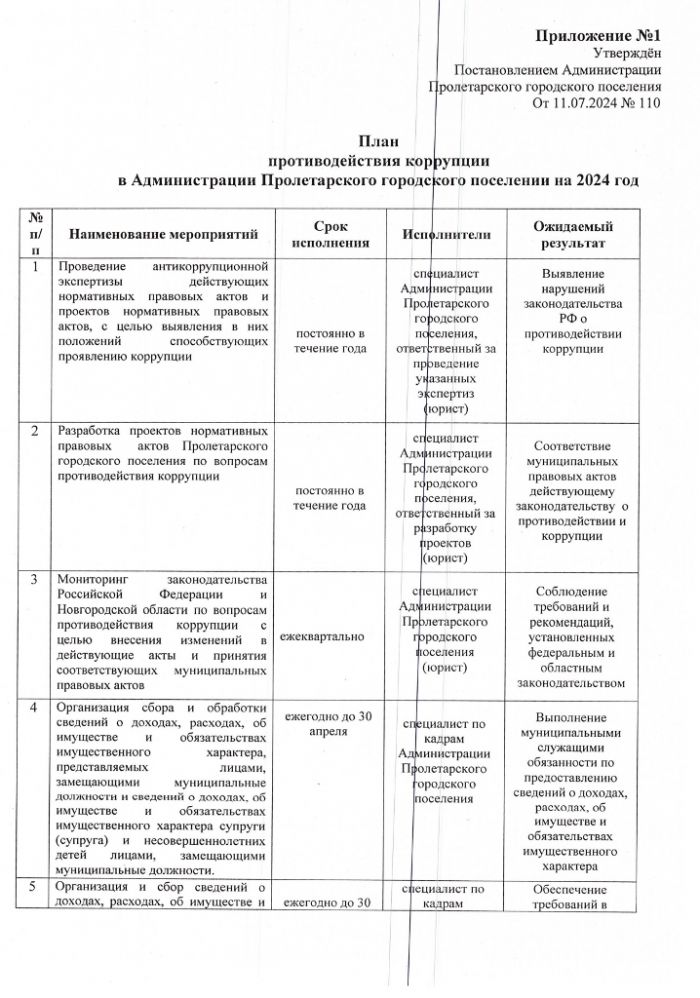 Приложение №1
Утверждён
Постановлением Администрации
Пролетарского городского поселения
От 11.07.2024 № 110
План
противодействия коррупции
в Администрации Пролетарского городского поселении на 2024 год
№
п/
п
Наименование мероприятий
Срок
исполнения
Исполнители
Ожидаемый
результат
1
Проведение антикоррупционной
экспертизы действующих
нормативных правовых актов и
проектов нормативных правовых
актов, с целью выявления в них
положений способствующих
проявлению коррупции
постоянно в
течение года
специалист
Администрации
Пролетарского
городского
поселения,
ответственный за
проведение
указанных
экспертиз
(юрист)
Выявление
нарушений
законодательства
РФ о
противодействии
коррупции
2
Разработка проектов нормативных
правовых актов Пролетарского
городского поселения по вопросам
противодействия коррупции
постоянно в
течение года
специалист
Администрации
Пролетарского
городского
поселения,
ответственный за
разработку
проектов
(юрист)
Соответствие
муниципальных
правовых актов
действующему
законодательству о
противодействии и
коррупции
3
Мониторинг законодательства
Российской Федерации и
Новгородской области по вопросам
противодействия коррупции с
целью внесения изменений в
действующие акты и принятия
соответствующих муниципальных
правовых актов
ежеквартально
специалист
Администрации
Пролетарского
городского
поселения
(юрист)
Соблюдение
требований и
рекомендаций,
установленных
федеральным и
областным
законодательством
4
Организация сбора и обработки
сведений о доходах, расходах, об
имуществе и обязательствах
имущественного характера,
представляемых лицами,
замещающими муниципальные
должности и сведений о доходах, об
имуществе и обязательствах
имущественного характера супруги
(супруга) и несовершеннолетних
детей лицами, замещающими
муниципальные должности.
ежегодно до 30
апреля
специалист по
кадрам
Администрации
Пролетарского
городского
поселения
Выполнение
муниципальными
служащими
обязанности по
предоставлению
сведений о доходах,
расходах, об
имуществе и
обязательствах
имущественного
характера
5
Организация и сбор сведений о
доходах, расходах, об имуществе и
ежегодно до 30
специалист по
кадрам
Обеспечение
требований в